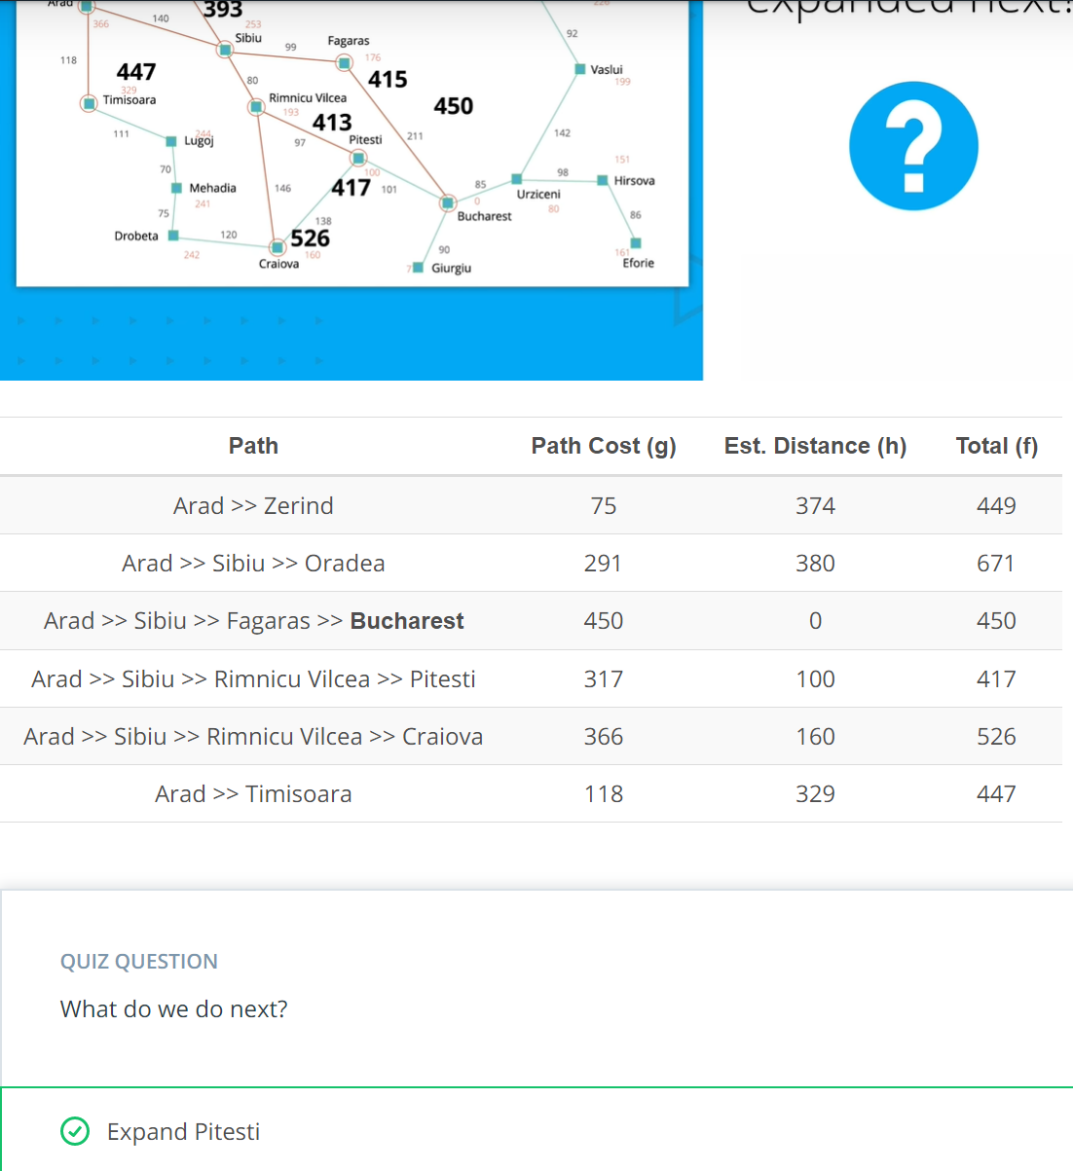 Arad
366
140
393
253
Sibiu
99
Fagaras
176
415
118
447
329
Timisoara
80
Rimnicu Vilcea
193
413
450
92
Vaslui
199
111
244
Lugoj
97
Pitesti
211
142
70
Mehadia
241
146
100
417
101
85
0
Bucharest
Urziceni
80
98
151
Hirsova
75
Drobeta
242
120
138
526
160
Craiova
90
Giurgiu
86
161
Eforie
expanded next?
?
Path Path Cost (g) Est. Distance (h) Total (f)
Arad >> Zerind 75 374 449
Arad >> Sibiu >> Oradea 291 380 671
Arad >> Sibiu >> Fagaras >> Bucharest 450 0 450
Arad >> Sibiu >> Rimnicu Vilcea >> Pitesti 317 100 417
Arad >> Sibiu >> Rimnicu Vilcea >> Craiova 366 160 526
Arad >> Timisoara 118 329 447
QUIZ QUESTION
What do we do next?
Expand Pitesti